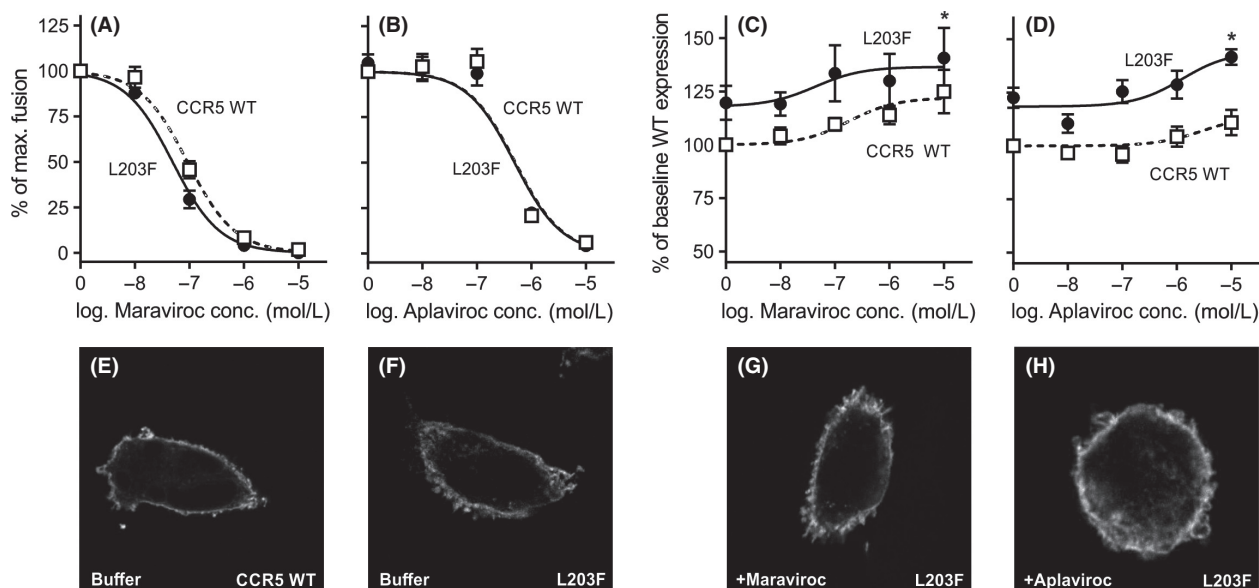 (A)
125
100
75
50
25
0
% of max. fusion
CCR5 WT
L203F
0 –8 –7 –6 –5
log. Maraviroc conc. (mol/L)
(B)
CCR5 WT
L203F
0 –8 –7 –6 –5
log. Aplaviroc conc. (mol/L)
(C)
150
125
100
75
50
% of baseline WT expression
*
L203F
CCR5 WT
0 –8 –7 –6 –5
log. Maraviroc conc. (mol/L)
(D)
*
L203F
CCR5 WT
0 –8 –7 –6 –5
log. Aplaviroc conc. (mol/L)
(E)
Buffer CCR5 WT
(F)
Buffer L203F
(G)
+Maraviroc L203F
(H)
+Aplaviroc L203F